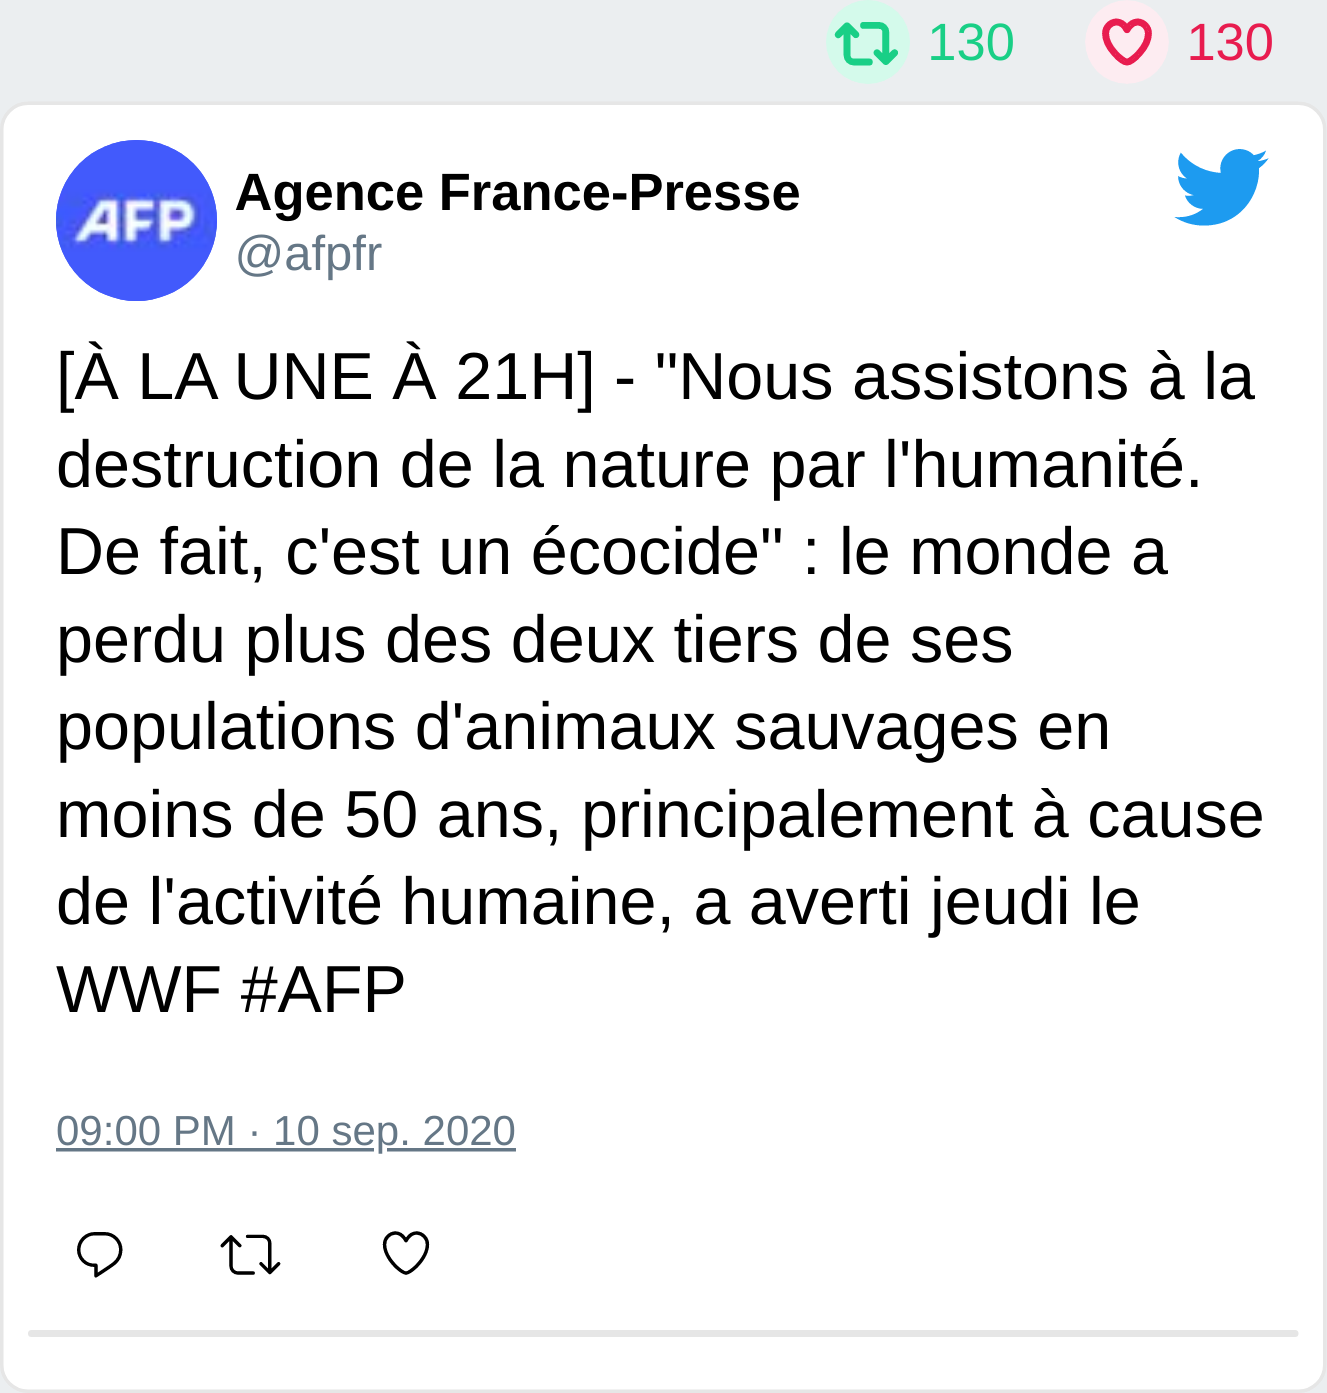 130 130
AFP
Agence France-Presse
@afpfr
[À LA UNE À 21H] - "Nous assistons à la
destruction de la nature par l'humanité.
De fait, c'est un écocide" : le monde a
perdu plus des deux tiers de ses
populations d'animaux sauvages en
moins de 50 ans, principalement à cause
de l'activité humaine, a averti jeudi le
WWF #AFP
09:00 PM · 10 sep. 2020